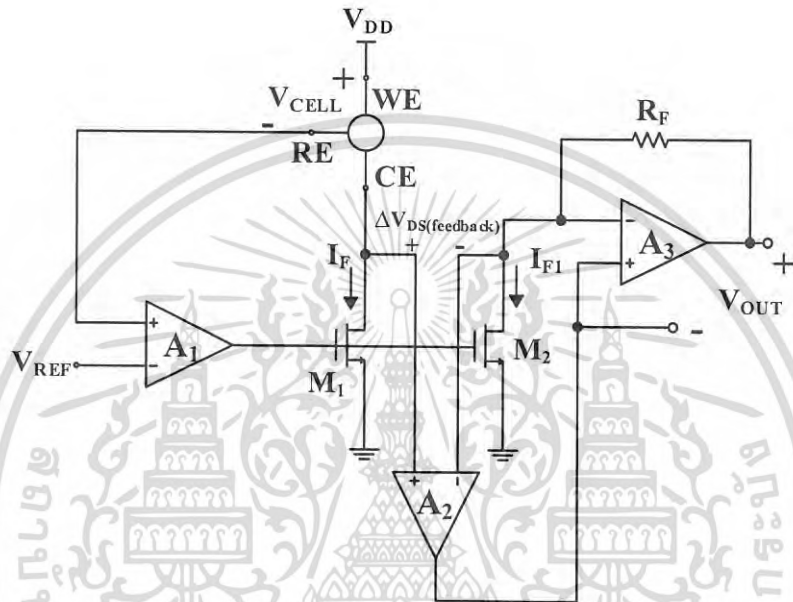 V_DD
+
WE
V_CELL
-
RE
CE
R_F
ΔV_DS(feedback)
+
-
I_F
I_F1
-
A_3
+
+
V_OUT
-
+
A_1
-
V_REF
M_1
M_2
+
-
A_2